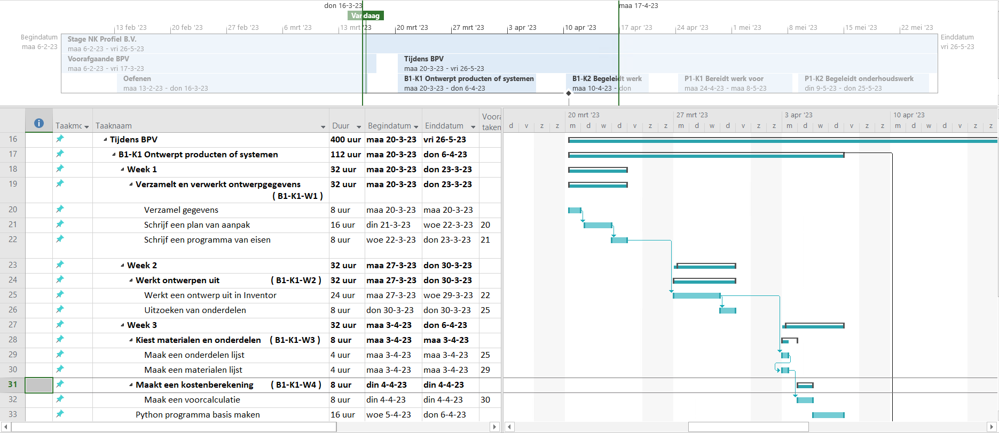 don 16-3-23 maa 17-4-23
Vandaag
13 feb '23 20 feb '23 27 feb '23 6 mrt '23 13 mrt '23 20 mrt '23 27 mrt '23 3 apr '23 10 apr '23 17 apr '23 24 apr '23 1 mei '23 8 mei '23 15 mei '23 22 mei '23
Begindatum
maa 6-2-23
Stage NK Profiel B.V.
maa 6-2-23 - vri 26-5-23
Einddatum
vri 26-5-23
Voorafgaande BPV
maa 6-2-23 - vri 17-3-23
Tijdens BPV
maa 20-3-23 - vri 26-5-23
Oefenen
maa 13-2-23 - don 16-3-23
B1-K1 Ontwerpt producten of systemen
maa 20-3-23 - don 6-4-23
B1-K2 Begeleidt werk
maa 10-4-23 - don
P1-K1 Bereidt werk voor
maa 24-4-23 - maa 8-5-23
P1-K2 Begeleidt onderhoudswerk
din 9-5-23 - don 25-5-23
i Taakmo Taaknaam Duur Begindatum Einddatum Voora
taken
20 mrt '23 27 mrt '23 3 apr '23 10 apr '23
d v z z m d w d v z z m d w d v z z m d w d v z z m d w d v z z
16 Tijdens BPV 400 uur maa 20-3-23 vri 26-5-23
17 B1-K1 Ontwerpt producten of systemen 112 uur maa 20-3-23 don 6-4-23
18 Week 1 32 uur maa 20-3-23 don 23-3-23
19 Verzamelt en verwerkt ontwerpgegevens 32 uur maa 20-3-23 don 23-3-23
( B1-K1-W1 )
20 Verzamel gegevens 8 uur maa 20-3-23 maa 20-3-23
21 Schrijf een plan van aanpak 16 uur din 21-3-23 woe 22-3-23 20
22 Schrijf een programma van eisen 8 uur woe 22-3-23 don 23-3-23 21
23 Week 2 32 uur maa 27-3-23 don 30-3-23
24 Werkt ontwerpen uit ( B1-K1-W2 ) 32 uur maa 27-3-23 don 30-3-23
25 Werkt een ontwerp uit in Inventor 24 uur maa 27-3-23 woe 29-3-23 22
26 Uitzoeken van onderdelen 8 uur don 30-3-23 don 30-3-23 25
27 Week 3 32 uur maa 3-4-23 don 6-4-23
28 Kiest materialen en onderdelen ( B1-K1-W3 ) 8 uur maa 3-4-23 maa 3-4-23
29 Maak een onderdelen lijst 4 uur maa 3-4-23 maa 3-4-23 25
30 Maak een materialen lijst 4 uur maa 3-4-23 maa 3-4-23 29
31 Maakt een kostenberekening ( B1-K1-W4 ) 8 uur din 4-4-23 din 4-4-23
32 Maak een voorcalculatie 8 uur din 4-4-23 din 4-4-23 30
33 Python programma basis maken 16 uur woe 5-4-23 don 6-4-23